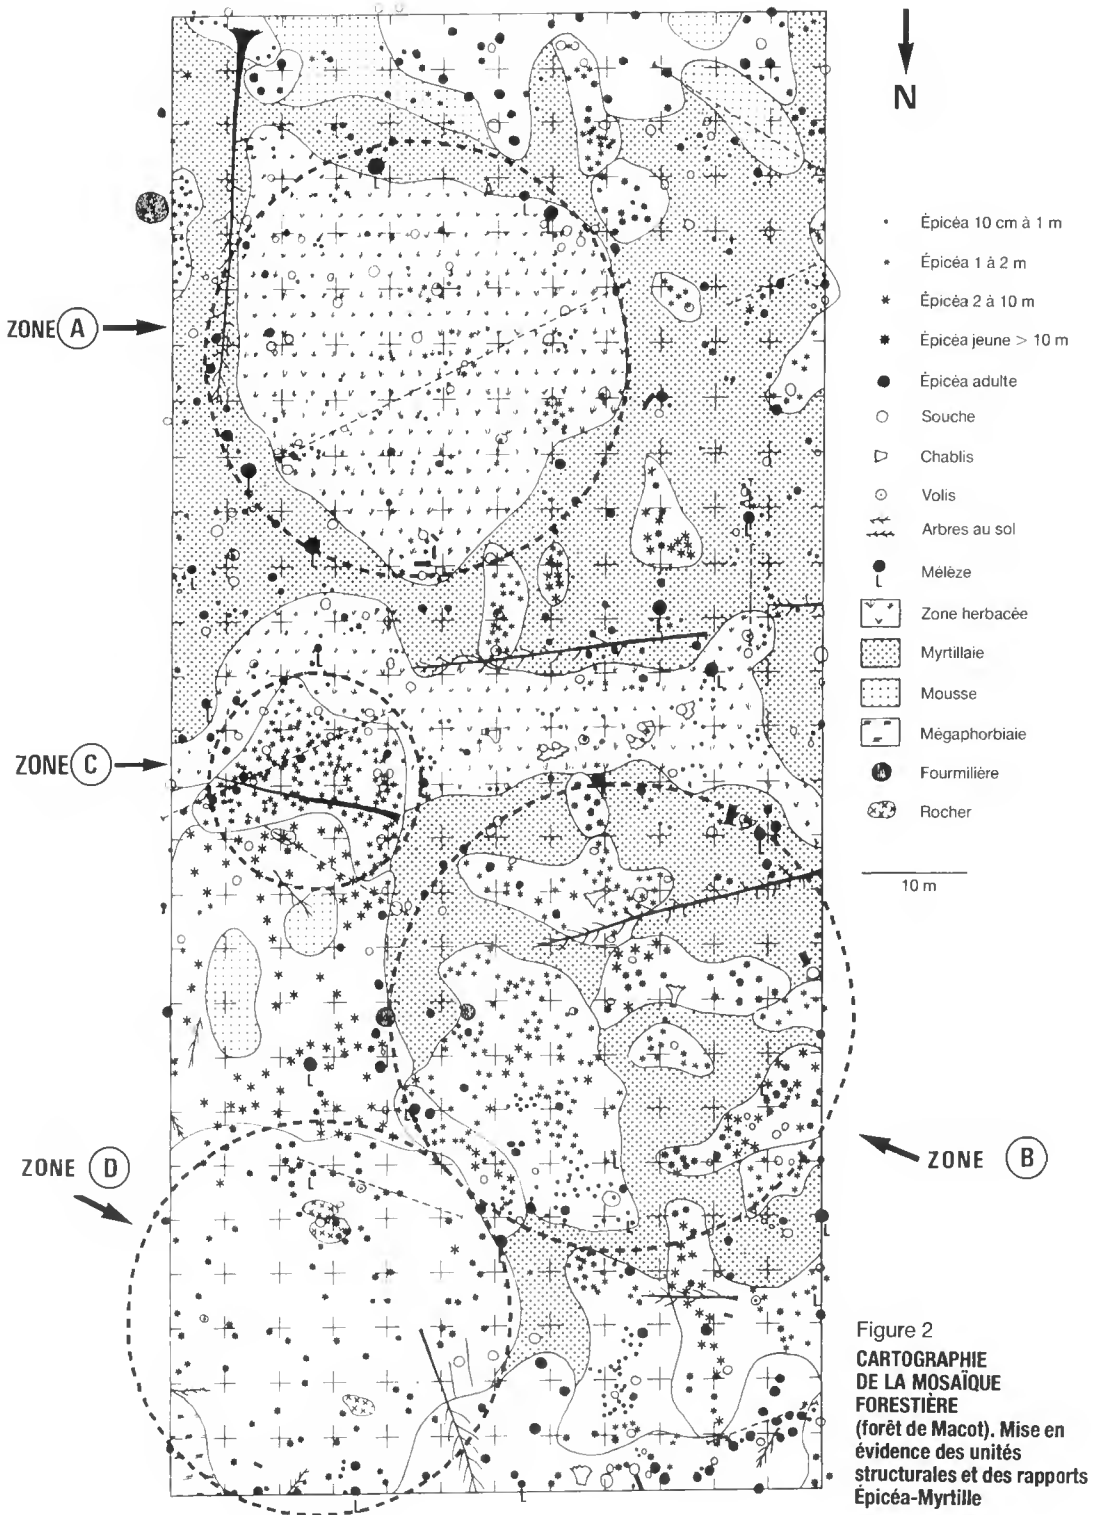 N
ZONE A
ZONE C
ZONE D
ZONE B
Épicéa 10 cm à 1 m
Épicéa 1 à 2 m
Épicéa 2 à 10 m
Épicéa jeune > 10 m
Épicéa adulte
Souche
Chablis
Volis
Arbres au sol
L
Mélèze
Zone herbacée
Myrtillaie
Mousse
Mégaphorbiaie
Fourmilière
Rocher
10 m
Figure 2
CARTOGRAPHIE
DE LA MOSAÏQUE
FORESTIÈRE
(forêt de Macot). Mise en
évidence des unités
structurales et des rapports
Épicéa-Myrtille